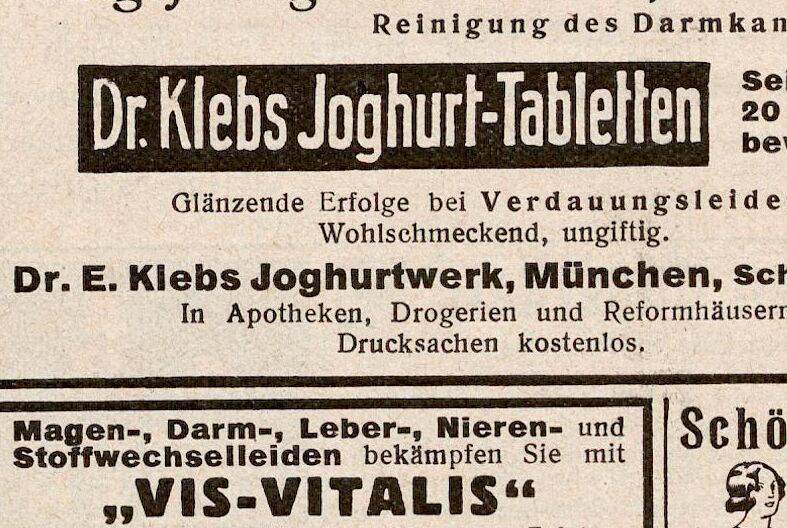 Reinigung des Darmkan
Dr. Klebs Joghurt-Tabletten
Sei
20
bew
Glänzende Erfolge bei Verdauungsleide
Wohlschmeckend, ungiftig.
Dr. E. Klebs Joghurtwerk, München, Sch
In Apotheken, Drogerien und Reformhäusern
Drucksachen kostenlos.
Magen-, Darm-, Leber-, Nieren- und
Stoffwechselleiden bekämpfen Sie mit
„VIS-VITALIS“
Schö